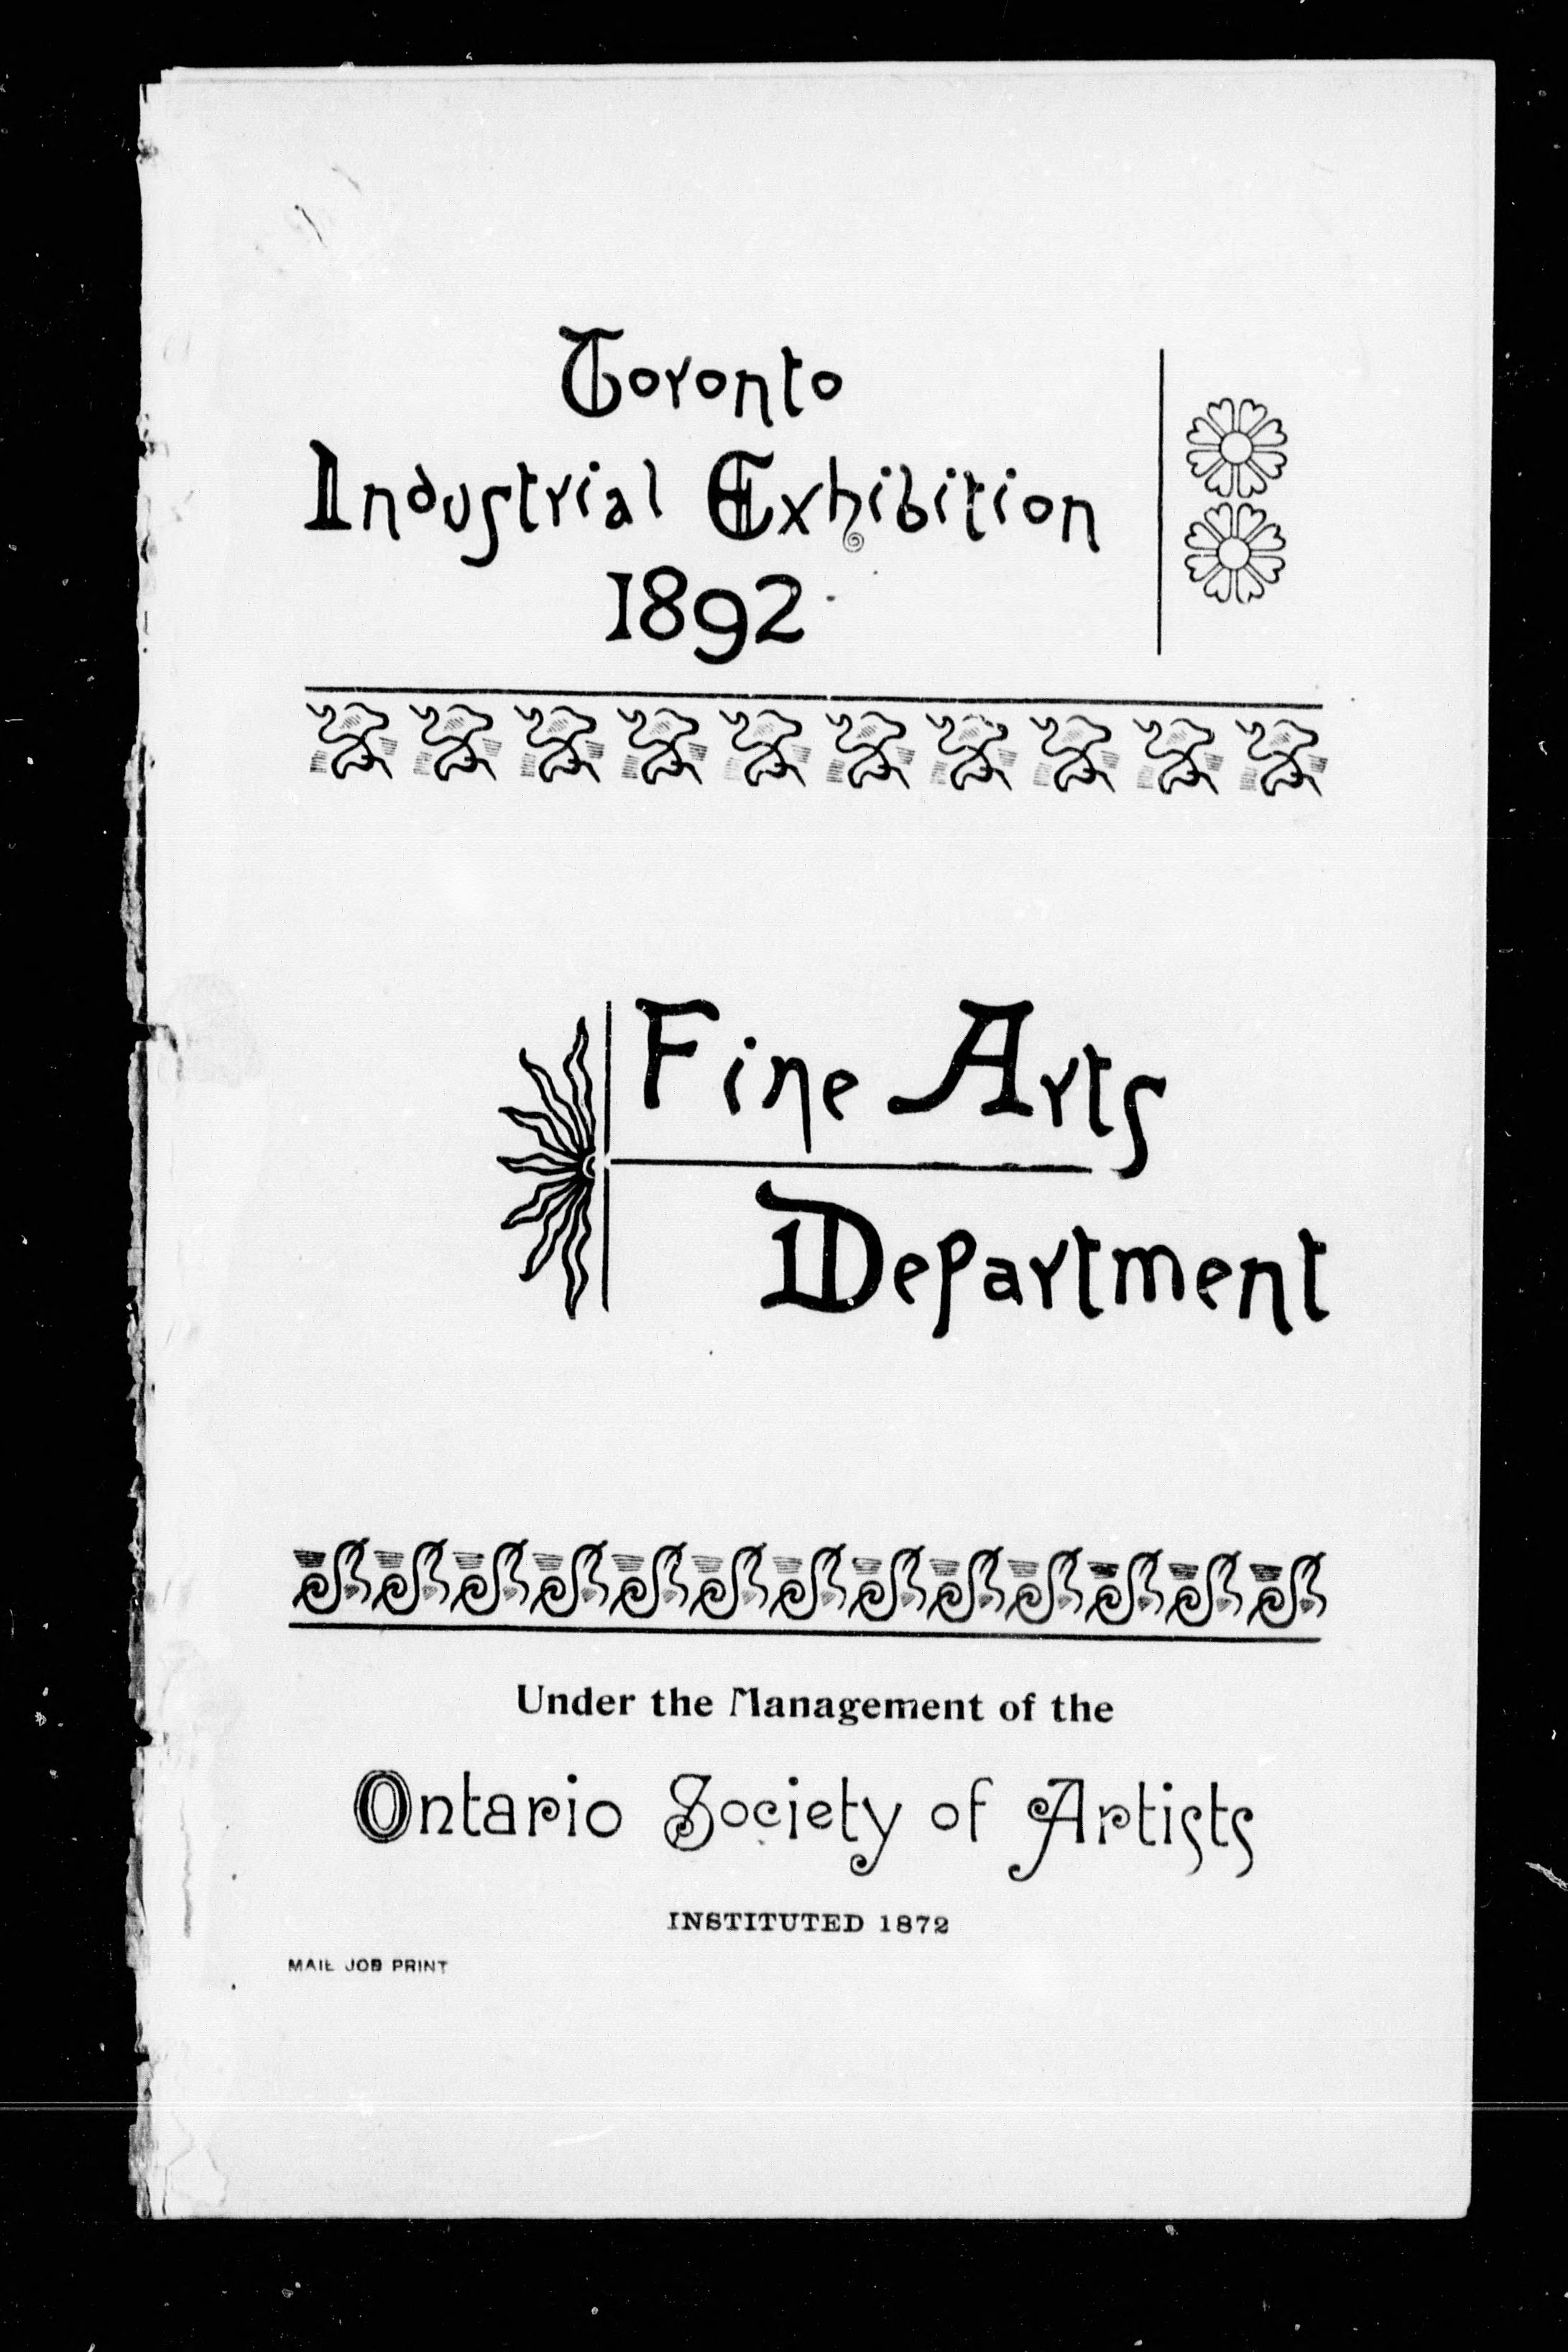 Toronto
Industrial Exhibition
1892
Fine Arts
Department
Under the Management of the
Ontario Society of Artists
INSTITUTED 1872
MAIL JOB PRINT